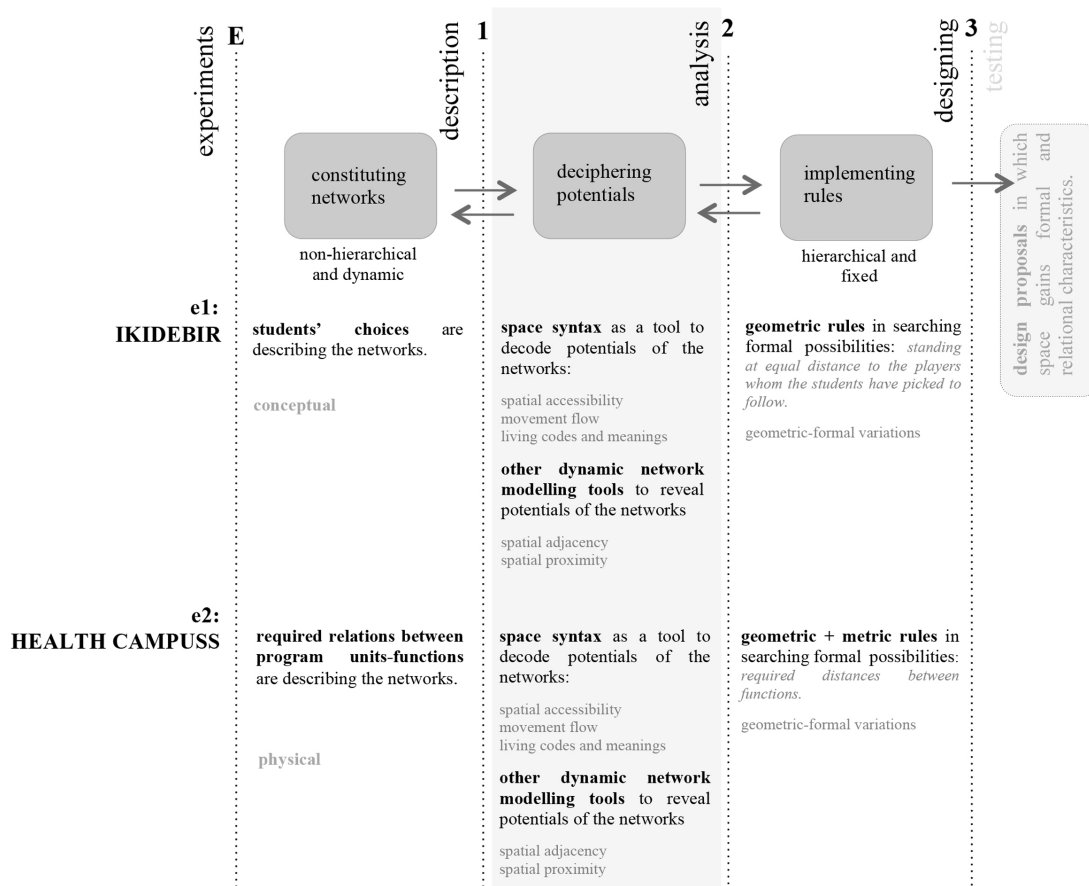 experiments
E
description
1
analysis
2
designing
3
testing
constituting
networks
deciphering
potentials
implementing
rules
design proposals in which
space gains formal and
relational characteristics.
non-hierarchical
and dynamic
hierarchical and
fixed
e1:
IKIDEBIR
students’ choices are
describing the networks.
conceptual
space syntax as a tool to
decode potentials of the
networks:
spatial accessibility
movement flow
living codes and meanings
other dynamic network
modelling tools to reveal
potentials of the networks
spatial adjacency
spatial proximity
geometric rules in searching
formal possibilities: standing
at equal distance to the players
whom the students have picked to
follow.
geometric-formal variations
e2:
HEALTH CAMPUSS
required relations between
program units-functions
are describing the networks.
physical
space syntax as a tool to
decode potentials of the
networks:
spatial accessibility
movement flow
living codes and meanings
other dynamic network
modelling tools to reveal
potentials of the networks
spatial adjacency
spatial proximity
geometric + metric rules in
searching formal possibilities:
required distances between
functions.
geometric-formal variations